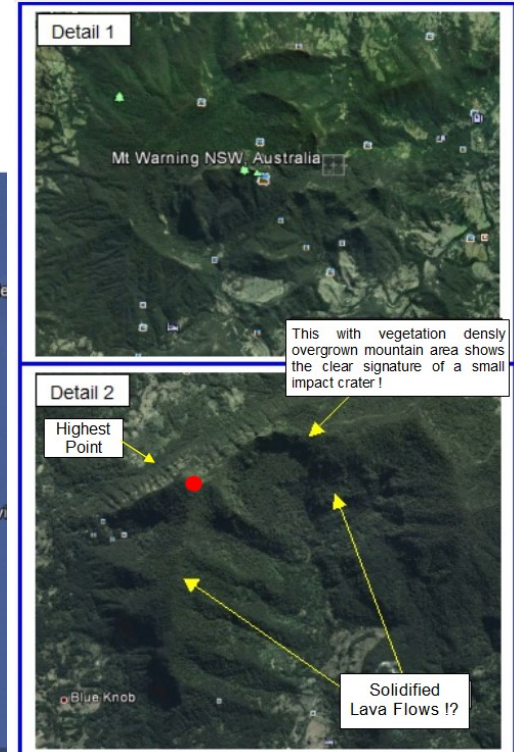 Detail 1
Mt Warning NSW, Australia
This with vegetation densly
overgrown mountain area shows
the clear signature of a small
impact crater !
Detail 2
Highest
Point
Blue Knob
Solidified
Lava Flows !?